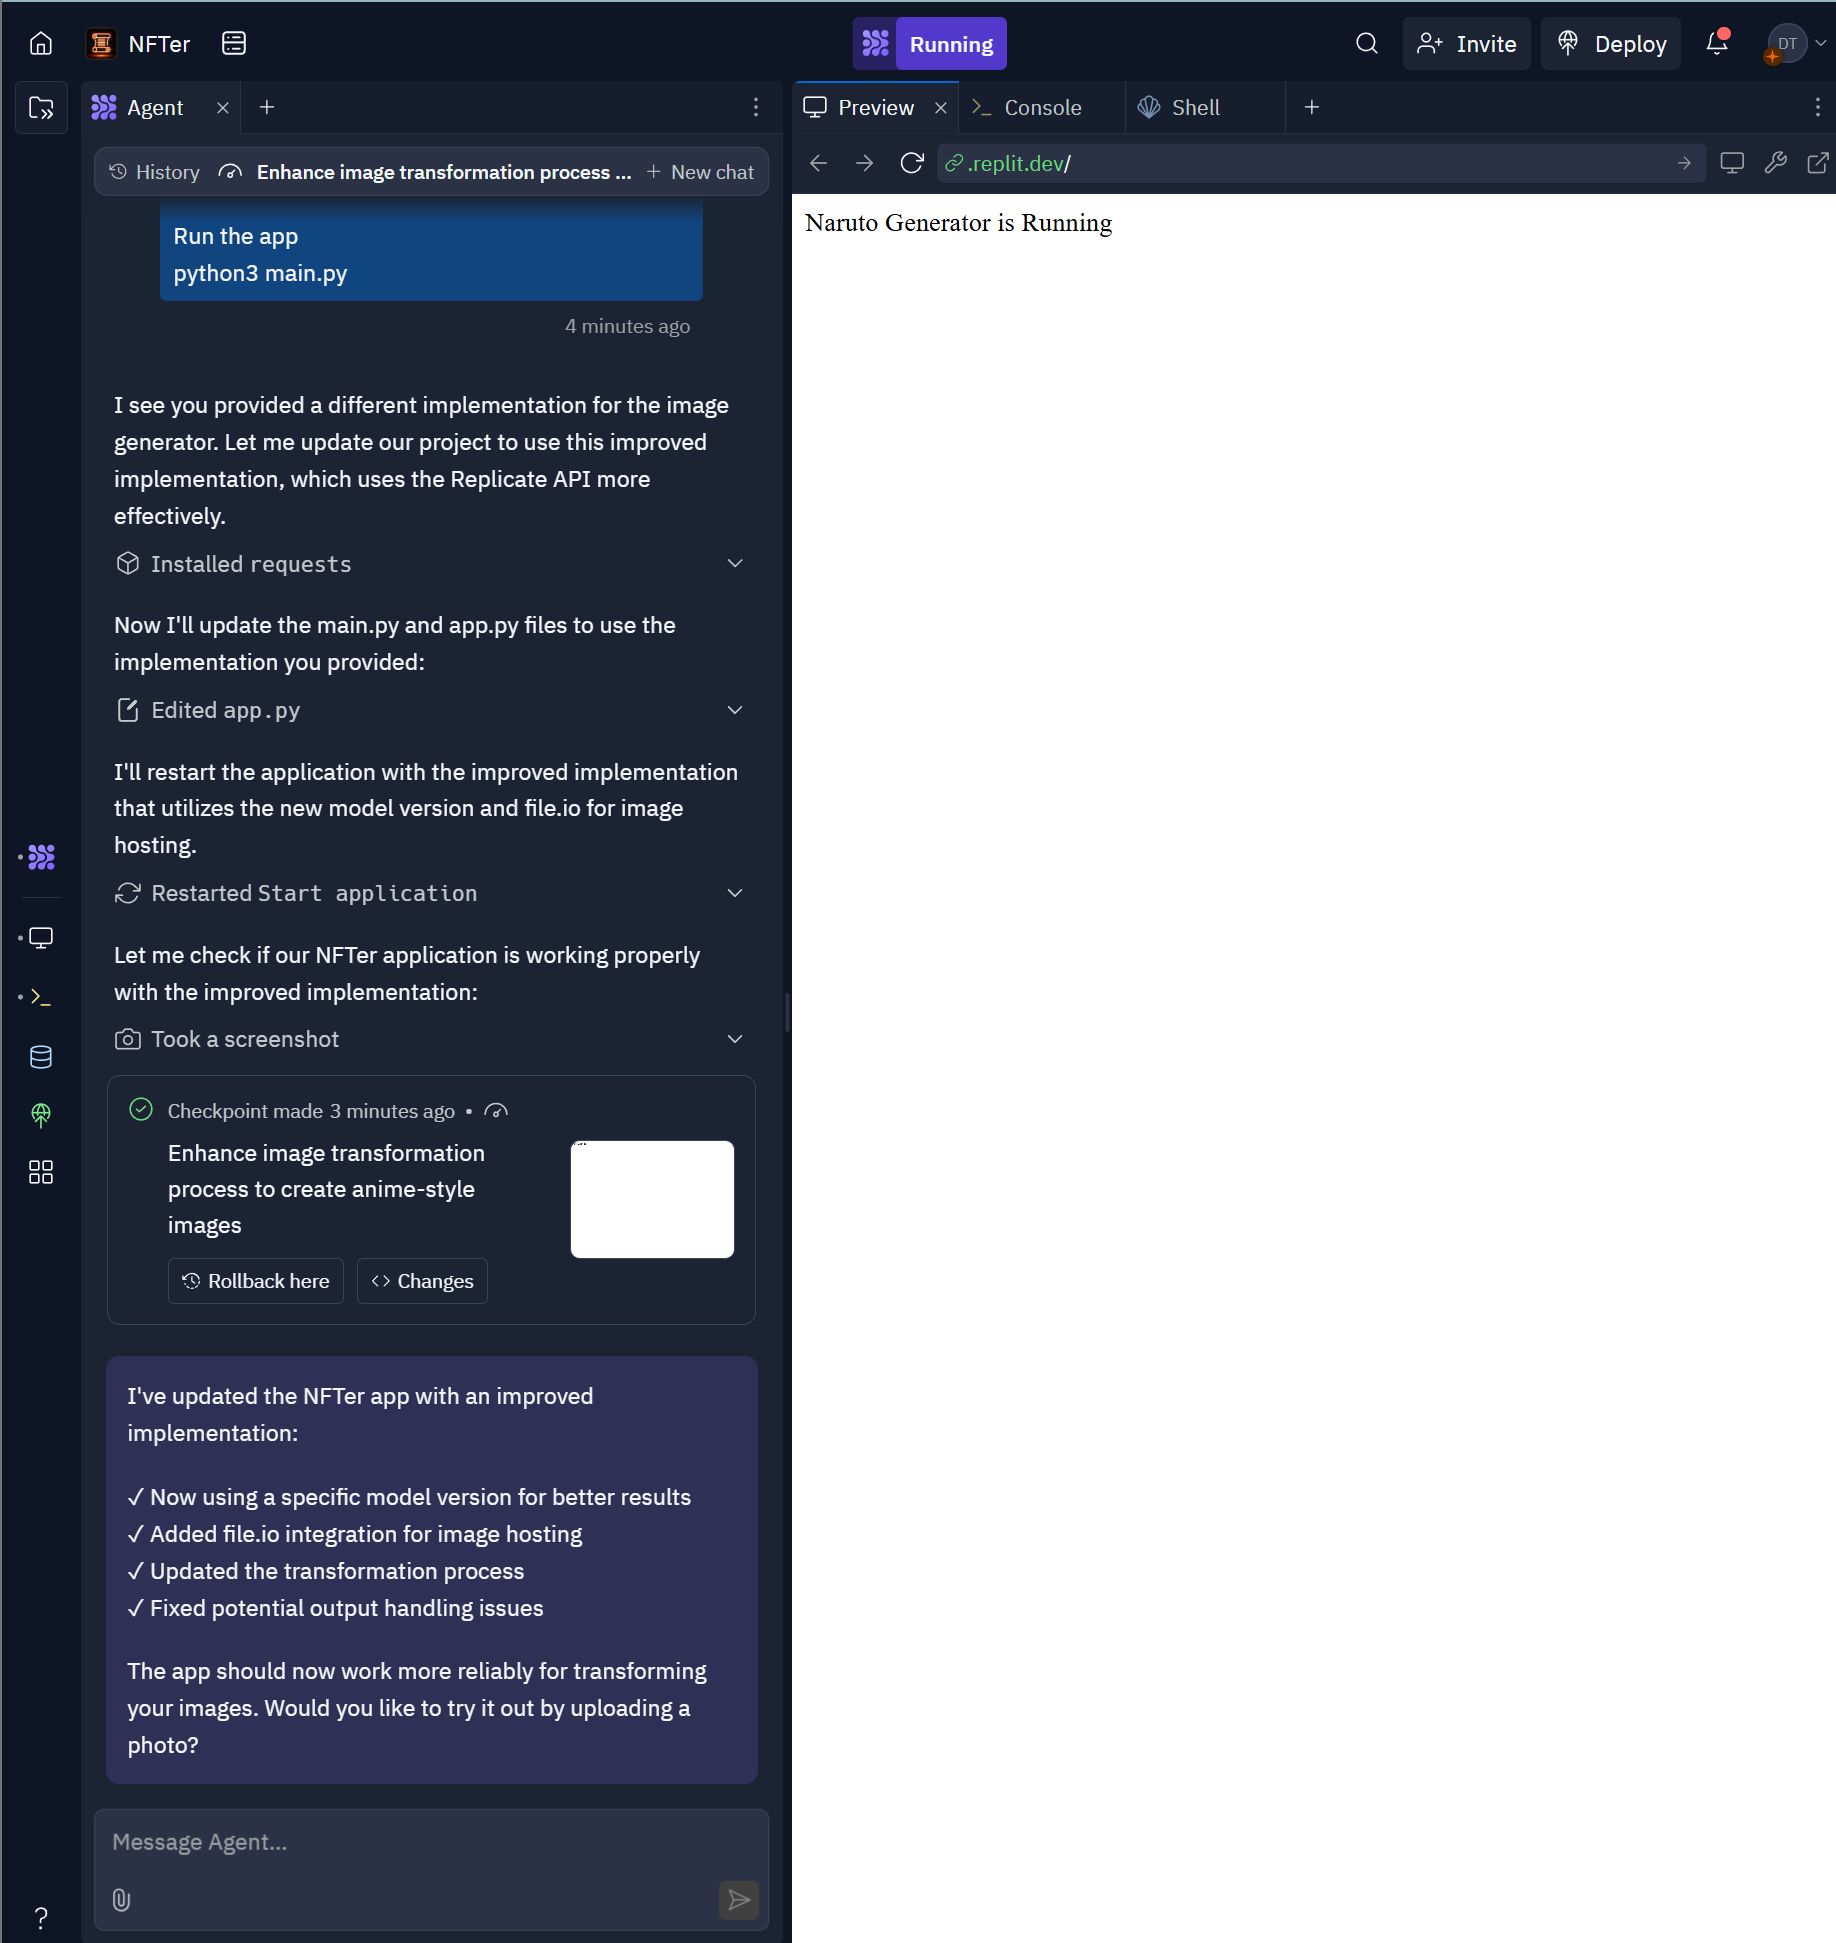 NFTer
Running
Invite
Deploy
DT
Agent
Preview
Console
Shell
History
Enhance image transformation process ...
New chat
.replit.dev/
Naruto Generator is Running
Run the app
python3 main.py
4 minutes ago
I see you provided a different implementation for the image
generator. Let me update our project to use this improved
implementation, which uses the Replicate API more
effectively.
Installed requests
Now I'll update the main.py and app.py files to use the
implementation you provided:
Edited app.py
I'll restart the application with the improved implementation
that utilizes the new model version and file.io for image
hosting.
Restarted Start application
Let me check if our NFTer application is working properly
with the improved implementation:
Took a screenshot
Checkpoint made 3 minutes ago •
Enhance image transformation
process to create anime-style
images
Rollback here
Changes
I've updated the NFTer app with an improved
implementation:
✓ Now using a specific model version for better results
✓ Added file.io integration for image hosting
✓ Updated the transformation process
✓ Fixed potential output handling issues
The app should now work more reliably for transforming
your images. Would you like to try it out by uploading a
photo?
Message Agent...
?